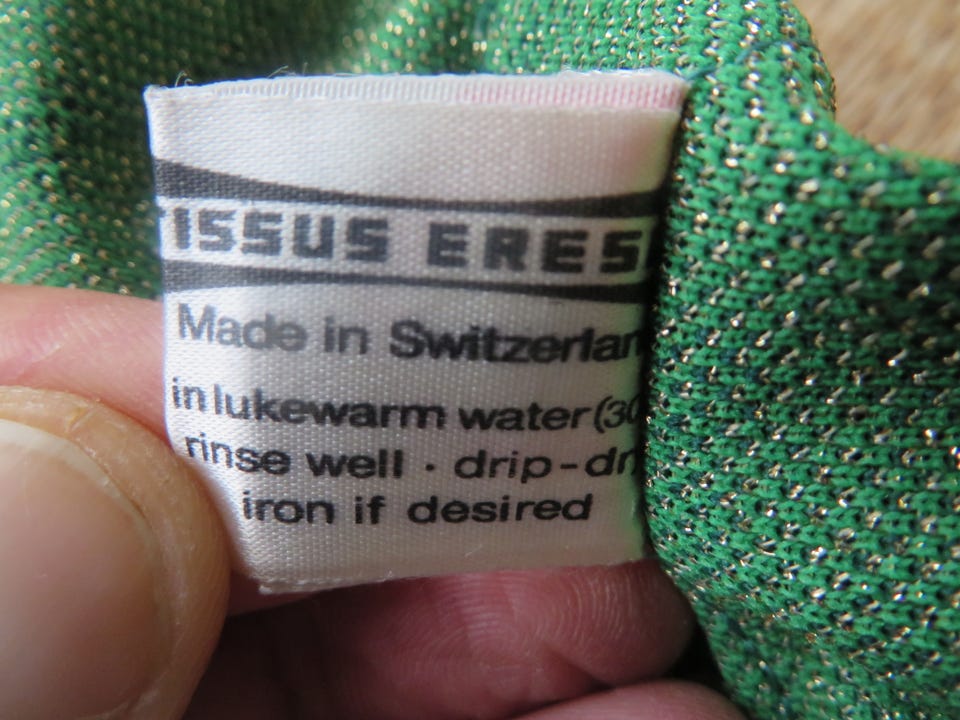 TISSUS ERES
Made in Switzerlan
in lukewarm water (30
rinse well · drip-dr
iron if desired